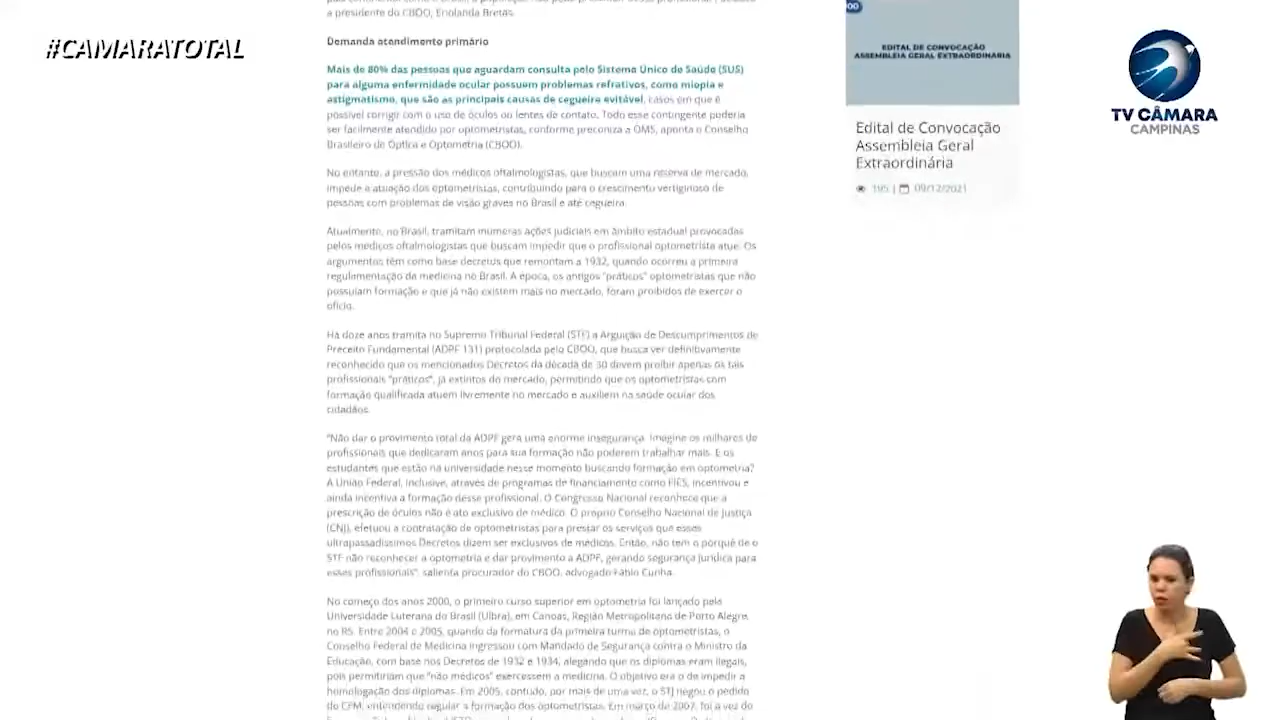 #CAMARATOTAL
a presidente do CBOO, Enolanda Bretas.
Demanda atendimento primário
Mais de 80% das pessoas que aguardam consulta pelo Sistema Único de Saúde (SUS)
para alguma enfermidade ocular possuem problemas refrativos, como miopia e
astigmatismo, que são as principais causas de cegueira evitável, casos em que é
possível corrigir com o uso de óculos ou lentes de contato. Todo esse contingente poderia
ser facilmente atendido por optometristas, conforme preconiza a OMS, aponta o Conselho
Brasileiro de Óptica e Optometria (CBOO).
No entanto, a pressão dos médicos oftalmologistas, que buscam uma reserva de mercado,
impede a atuação dos optometristas, contribuindo para o crescimento vertiginoso de
pessoas com problemas de visão graves no Brasil e até cegueira.
Atualmente, no Brasil, tramitam inúmeras ações judiciais em âmbito estadual provocadas
pelos médicos oftalmologistas que buscam impedir que o profissional optometrista atue. Os
argumentos têm como base decretos que remontam a 1932, quando ocorreu a primeira
regulamentação da medicina no Brasil. À época, os antigos "práticos" optometristas que não
possuíam formação e que já não existem mais no mercado, foram proibidos de exercer o
ofício.
Há doze anos tramita no Supremo Tribunal Federal (STF) a Arguição de Descumprimentos de
Preceito Fundamental (ADPF 131) protocolada pelo CBOO, que busca ver definitivamente
reconhecido que os mencionados Decretos da década de 30 devem proibir apenas os tais
profissionais "práticos", já extintos do mercado, permitindo que os optometristas com
formação qualificada atuem livremente no mercado e auxiliem na saúde ocular dos
cidadãos.
"Não dar o provimento total da ADPF gera uma enorme insegurança. Imagine os milhares de
profissionais que dedicaram anos para sua formação não poderem trabalhar mais. E os
estudantes que estão na universidade nesse momento buscando formação em optometria?
A União Federal, inclusive, através de programas de financiamento como FIES, incentivou e
ainda incentiva a formação desse profissional. O Congresso Nacional reconhece que a
prescrição de óculos não é ato exclusivo de médico. O próprio Conselho Nacional de Justiça
(CNJ), efetuou a contratação de optometristas para prestar os serviços que esses
ultrapassadíssimos Decretos dizem ser exclusivos de médicos. Então, não tem o porquê de o
STF não reconhecer a optometria e dar provimento a ADPF, gerando segurança jurídica para
esses profissionais", salienta procurador do CBOO, advogado Fábio Cunha.
No começo dos anos 2000, o primeiro curso superior em optometria foi lançado pela
Universidade Luterana do Brasil (Ulbra), em Canoas, Região Metropolitana de Porto Alegre,
no RS. Entre 2004 e 2005, quando da formatura da primeira turma de optometristas, o
Conselho Federal de Medicina ingressou com Mandado de Segurança contra o Ministro da
Educação, com base nos Decretos de 1932 e 1934, alegando que os diplomas eram ilegais,
pois permitiriam que "não médicos" exercessem a medicina. O objetivo era o de impedir a
homologação dos diplomas. Em 2005, contudo, por mais de uma vez, o STJ negou o pedido
do CFM, entendendo regular a formação dos optometristas. Em março de 2007, foi a vez do
EDITAL DE CONVOCAÇÃO
ASSEMBLEIA GERAL EXTRAORDINÁRIA
Edital de Convocação
Assembleia Geral
Extraordinária
195 | 09/12/2021
TV CÂMARA
CAMPINAS